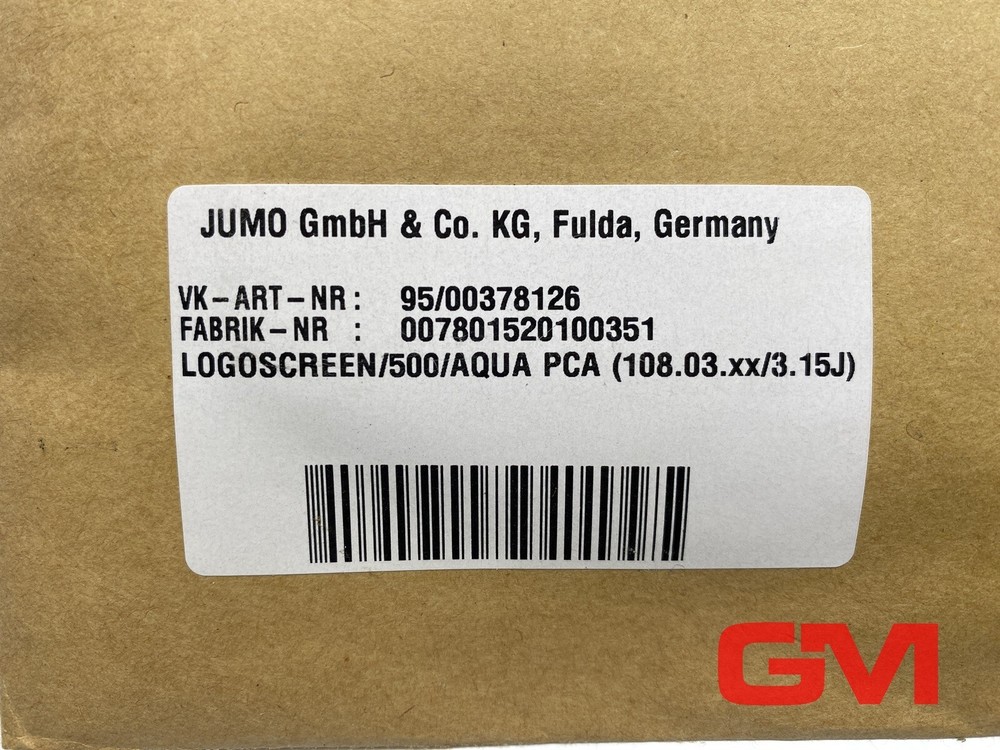 JUMO GmbH & Co. KG, Fulda, Germany
VK-ART-NR: 95/00378126
FABRIK-NR : 007801520100351
LOGOSCREEN/500/AQUA PCA (108.03.xx/3.15J)
GM